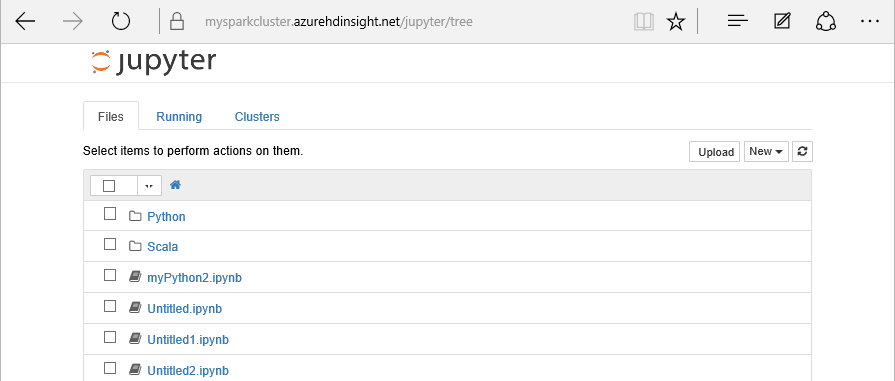 mysparkcluster.azurehdinsight.net/jupyter/tree
jupyter
Files Running Clusters
Select items to perform actions on them.
Upload New
Python
Scala
myPython2.ipynb
Untitled.ipynb
Untitled1.ipynb
Untitled2.ipynb